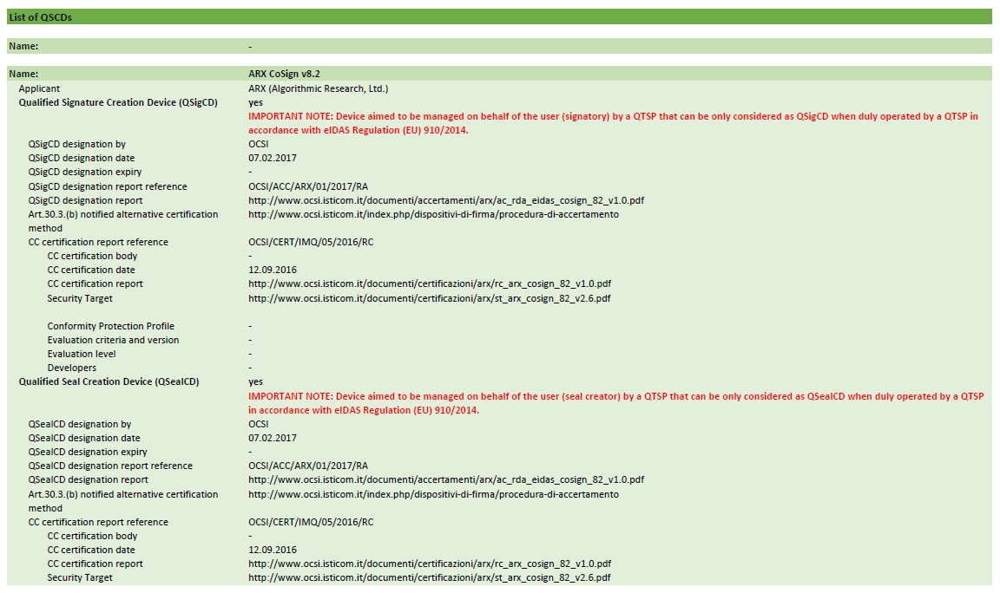 List of QSCDs
Name: -
Name: ARX CoSign v8.2
Applicant ARX (Algorithmic Research, Ltd.)
Qualified Signature Creation Device (QSigCD) yes
IMPORTANT NOTE: Device aimed to be managed on behalf of the user (signatory) by a QTSP that can be only considered as QSigCD when duly operated by a QTSP in
accordance with eIDAS Regulation (EU) 910/2014.
QSigCD designation by OCSI
QSigCD designation date 07.02.2017
QSigCD designation expiry -
QSigCD designation report reference OCSI/ACC/ARX/01/2017/RA
QSigCD designation report http://www.ocsi.isticom.it/documenti/accertamenti/arx/ac_rda_eidas_cosign_82_v1.0.pdf
Art.30.3.(b) notified alternative certification http://www.ocsi.isticom.it/index.php/dispositivi-di-firma/procedura-di-accertamento
method
CC certification report reference OCSI/CERT/IMQ/05/2016/RC
CC certification body -
CC certification date 12.09.2016
CC certification report http://www.ocsi.isticom.it/documenti/certificazioni/arx/rc_arx_cosign_82_v1.0.pdf
Security Target http://www.ocsi.isticom.it/documenti/certificazioni/arx/st_arx_cosign_82_v2.6.pdf
Conformity Protection Profile -
Evaluation criteria and version -
Evaluation level -
Developers -
Qualified Seal Creation Device (QSealCD) yes
IMPORTANT NOTE: Device aimed to be managed on behalf of the user (seal creator) by a QTSP that can be only considered as QSealCD when duly operated by a QTSP
in accordance with eIDAS Regulation (EU) 910/2014.
QSealCD designation by OCSI
QSealCD designation date 07.02.2017
QSealCD designation expiry -
QSealCD designation report reference OCSI/ACC/ARX/01/2017/RA
QSealCD designation report http://www.ocsi.isticom.it/documenti/accertamenti/arx/ac_rda_eidas_cosign_82_v1.0.pdf
Art.30.3.(b) notified alternative certification http://www.ocsi.isticom.it/index.php/dispositivi-di-firma/procedura-di-accertamento
method
CC certification report reference OCSI/CERT/IMQ/05/2016/RC
CC certification body -
CC certification date 12.09.2016
CC certification report http://www.ocsi.isticom.it/documenti/certificazioni/arx/rc_arx_cosign_82_v1.0.pdf
Security Target http://www.ocsi.isticom.it/documenti/certificazioni/arx/st_arx_cosign_82_v2.6.pdf